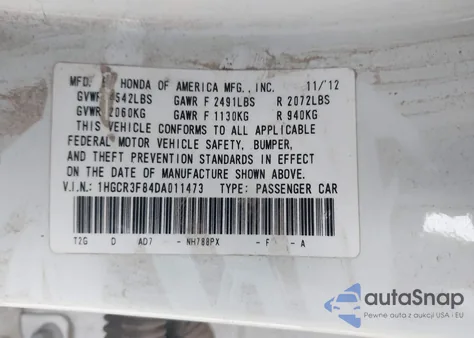 MFD. BY HONDA OF AMERICA MFG., INC. 11/'12
GVWR 4542LBS GAWR F 2491LBS R 2072LBS
GVWR 2060KG GAWR F 1130KG R 940KG
THIS VEHICLE CONFORMS TO ALL APPLICABLE
FEDERAL MOTOR VEHICLE SAFETY, BUMPER,
AND THEFT PREVENTION STANDARDS IN EFFECT
ON THE DATE OF MANUFACTURE SHOWN ABOVE.
V.I.N.: 1HGCR3F84DA011473 TYPE: PASSENGER CAR
T2G D AD7 - NH788PX - F - A
autoSnap
Pewne auta z aukcji USA i EU